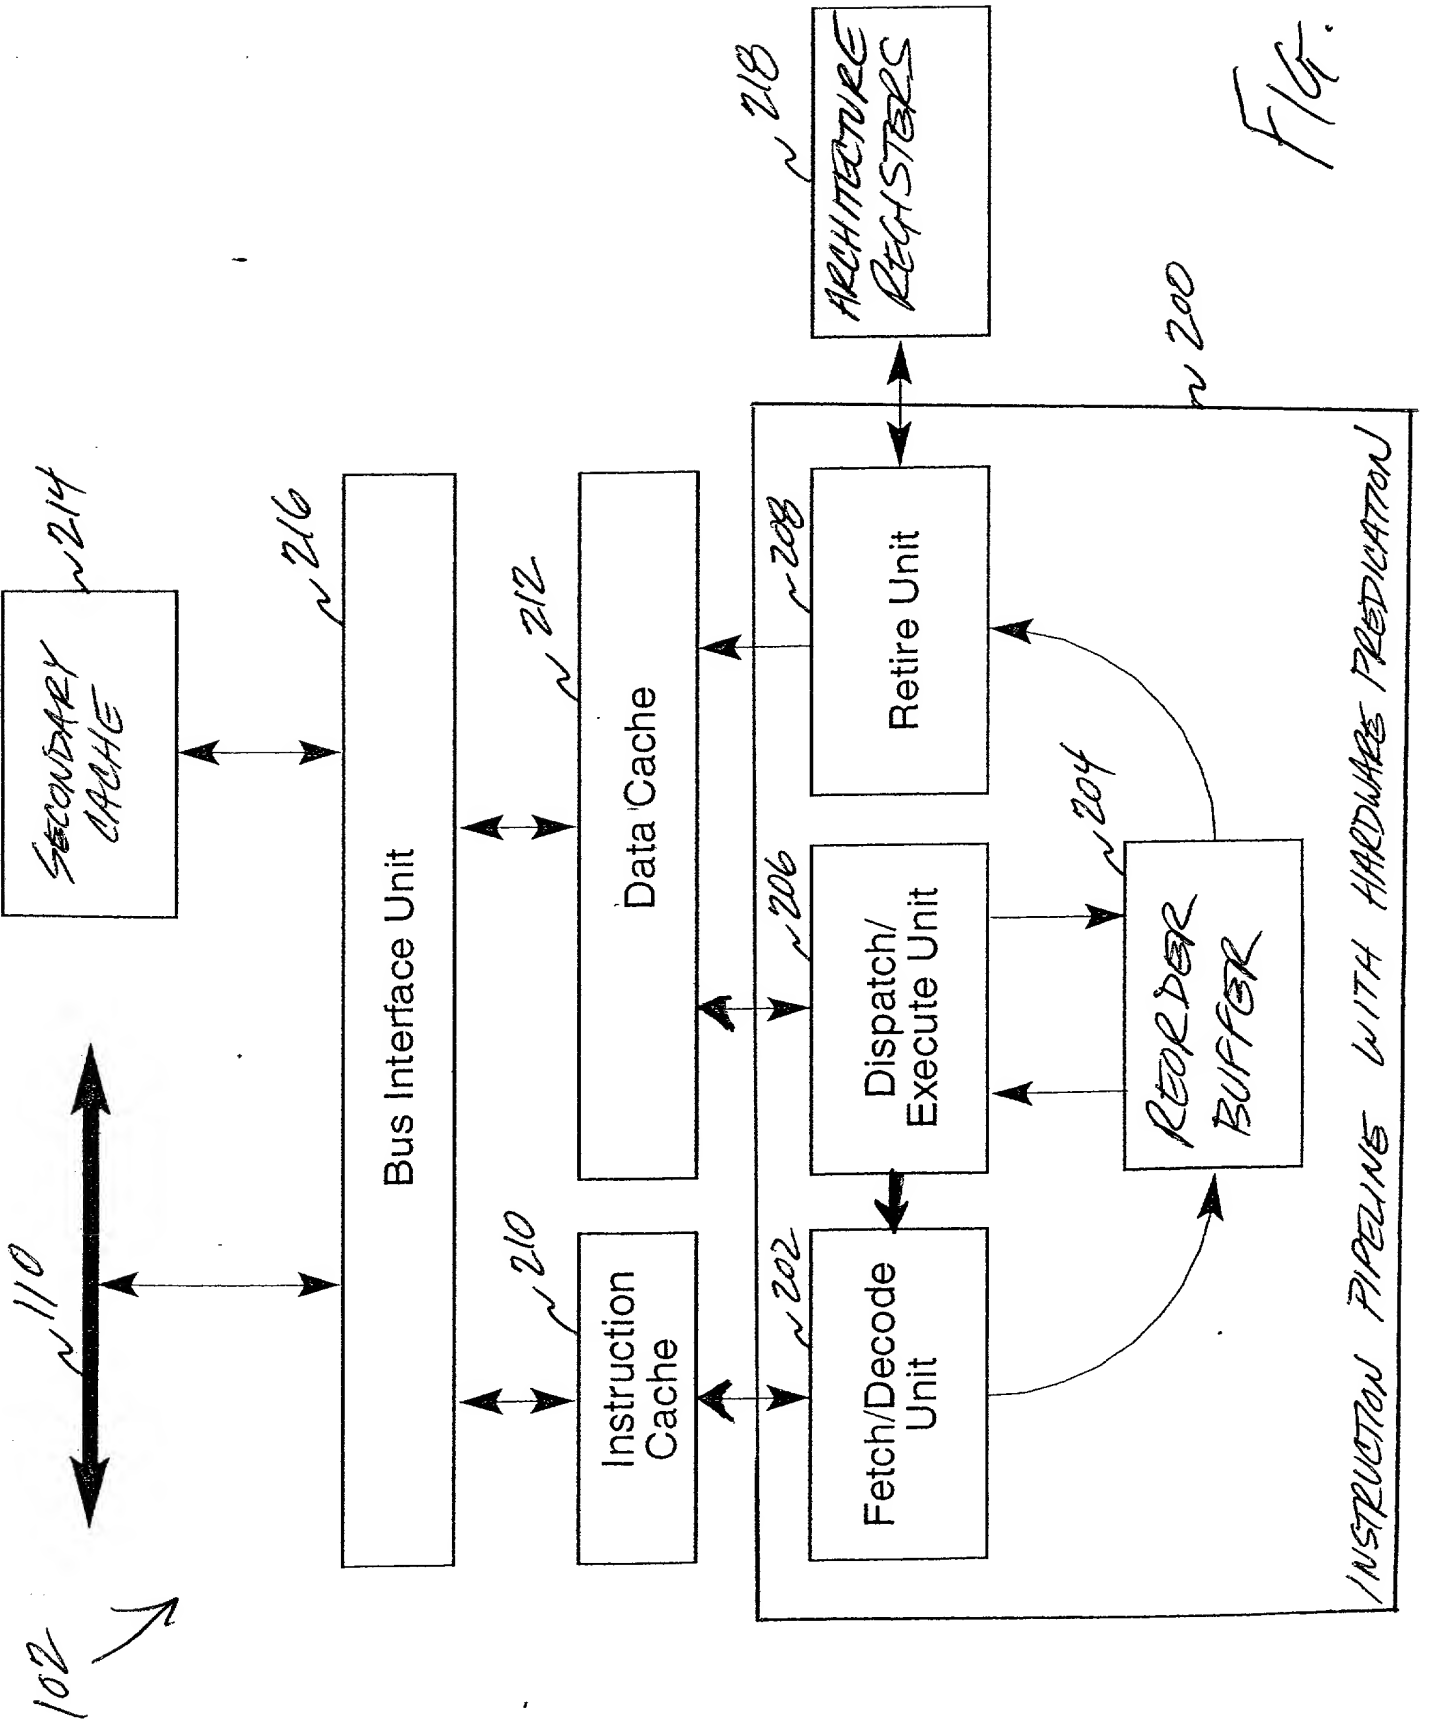 102
110
SECONDARY
CACHE
214
Bus Interface Unit
216
Instruction
Cache
210
Data Cache
212
Fetch/Decode
Unit
202
Dispatch/
Execute Unit
206
Retire Unit
208
ARCHITECTURE
REGISTERS
218
REORDER
BUFFER
204
INSTRUCTION PIPELINE WITH HARDWARE PREDICATION
200
FIG.